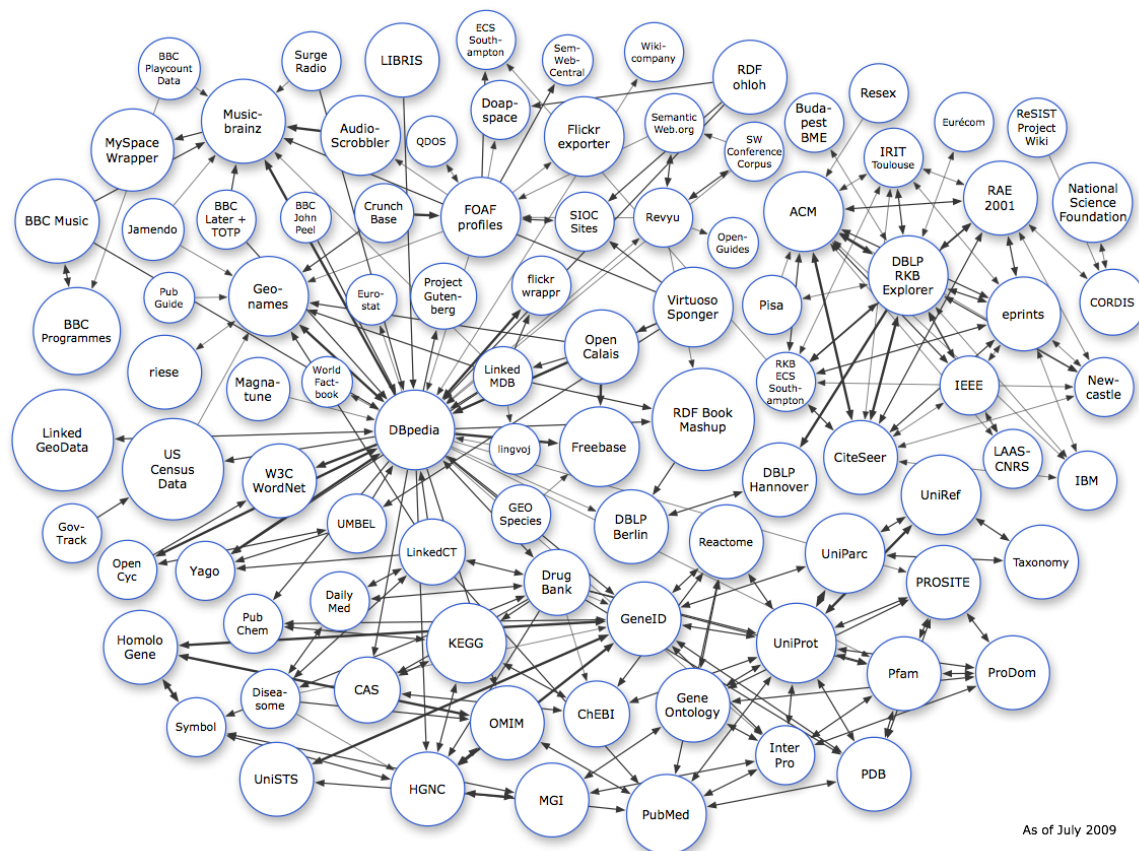 BBC
Playcount
Data
Surge
Radio
LIBRIS
ECS
South-
ampton
Sem-
Web-
Central
Wiki-
company
RDF
ohloh
Resex
Music-
brainz
MySpace
Wrapper
Audio-
Scrobbler
QDOS
Doap-
space
Flickr
exporter
Semantic
Web.org
SW
Conference
Corpus
Buda-
pest
BME
IRIT
Toulouse
Eurécom
ReSIST
Project
Wiki
BBC Music
Jamendo
BBC
Later +
TOTP
BBC
John
Peel
Crunch
Base
FOAF
profiles
SIOC
Sites
Revyu
Open-
Guides
ACM
RAE
2001
National
Science
Foundation
DBLP
RKB
Explorer
Pub
Guide
Geo-
names
Euro-
stat
Project
Guten-
berg
flickr
wrappr
Virtuoso
Sponger
Pisa
eprints
CORDIS
BBC
Programmes
riese
Magna-
tune
World
Fact-
book
Linked
MDB
Open
Calais
RKB
ECS
South-
ampton
IEEE
New-
castle
Linked
GeoData
US
Census
Data
DBpedia
lingvoj
Freebase
RDF Book
Mashup
CiteSeer
LAAS-
CNRS
IBM
W3C
WordNet
DBLP
Hannover
UniRef
Gov-
Track
Open
Cyc
Yago
UMBEL
LinkedCT
GEO
Species
DBLP
Berlin
Reactome
UniParc
Taxonomy
PROSITE
Pub
Chem
Daily
Med
Drug
Bank
GeneID
UniProt
Homolo
Gene
KEGG
Pfam
ProDom
Symbol
Disea-
some
CAS
OMIM
ChEBI
Gene
Ontology
Inter
Pro
PDB
UniSTS
HGNC
MGI
PubMed
As of July 2009